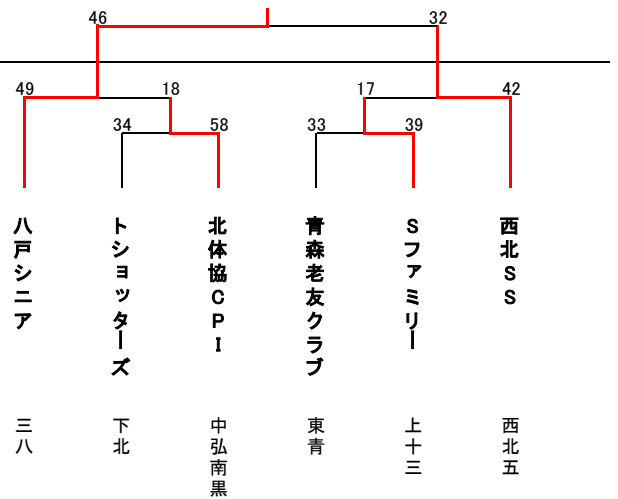 46
32
49
18
17
42
34
58
33
39
八戸シニア
トショッターズ
北体協CPI
青森老友クラブ
Sファミリー
西北SS
三八
下北
中弘南黒
東青
上十三
西北五